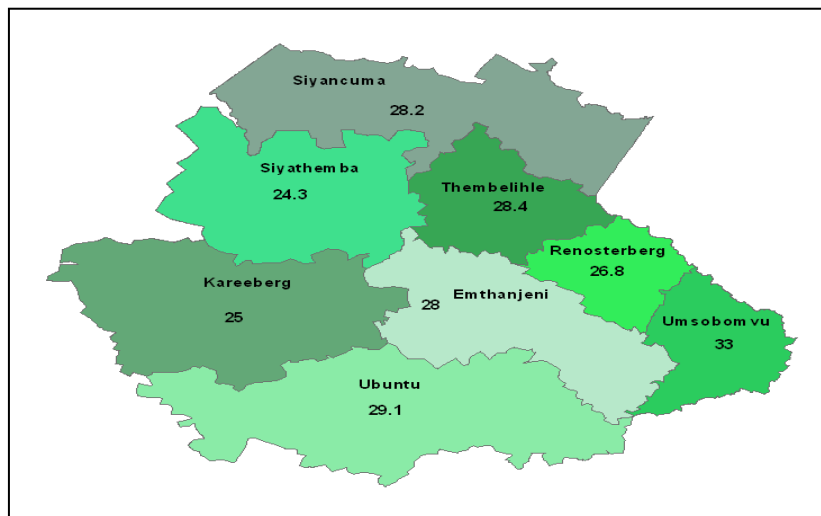 Siyancuma
28.2
Siyathemba
24.3
Thembelihle
28.4
Renosterberg
26.8
Kareeberg
25
28 Emthanjeni
Umsobomvu
33
Ubuntu
29.1